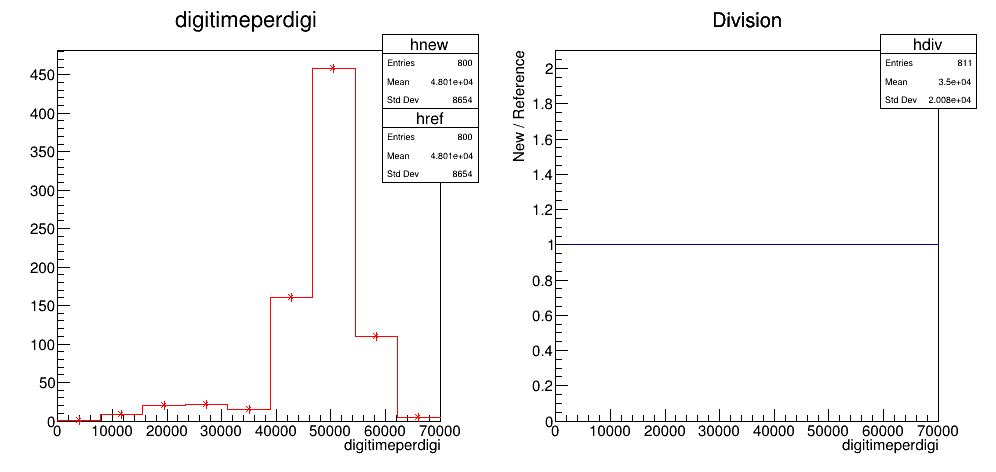 digitimeperdigi
hnew
Entries 800
Mean 4.801e+04
Std Dev 8654
href
Entries 800
Mean 4.801e+04
Std Dev 8654
450
400
350
300
250
200
150
100
50
0
0 10000 20000 30000 40000 50000 60000 70000
digitimeperdigi
Division
hdiv
Entries 811
Mean 3.5e+04
Std Dev 2.008e+04
New / Reference
2
1.8
1.6
1.4
1.2
1
0.8
0.6
0.4
0.2
0
0 10000 20000 30000 40000 50000 60000 70000
digitimeperdigi